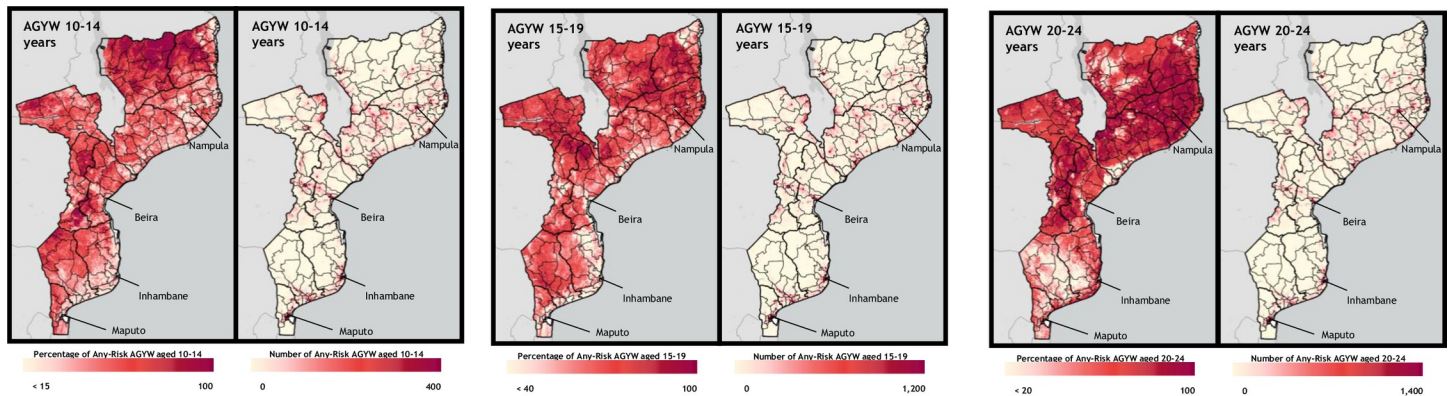 AGYW 10-14
years
Nampula
Beira
Inhambane
Maputo
Percentage of Any-Risk AGYW aged 10-14
< 15
100
AGYW 10-14
years
Nampula
Beira
Inhambane
Maputo
Number of Any-Risk AGYW aged 10-14
0
400
AGYW 15-19
years
Nampula
Beira
Inhambane
Maputo
Percentage of Any-Risk AGYW aged 15-19
< 40
100
AGYW 15-19
years
Nampula
Beira
Inhambane
Maputo
Number of Any-Risk AGYW aged 15-19
0
1,200
AGYW 20-24
years
Nampula
Beira
Inhambane
Maputo
Percentage of Any-Risk AGYW aged 20-24
< 20
100
AGYW 20-24
years
Nampula
Beira
Inhambane
Maputo
Number of Any-Risk AGYW aged 20-24
0
1,400